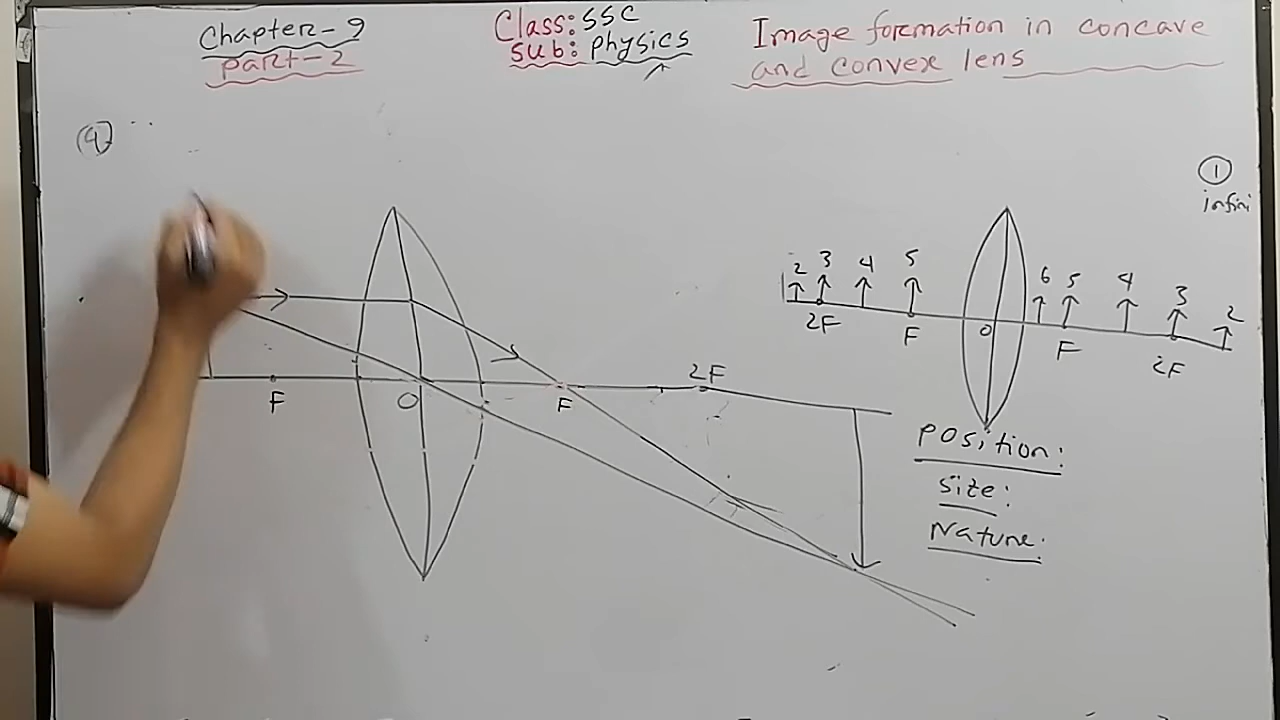 Chapter-9
Part-2
Class: SSC
Sub: Physics
Image formation in concave
and convex lens
(4)
1
infini
2 3 4 5
6 5 4 3 2
2F F O F 2F
F O F 2F
Position:
Size:
Nature: